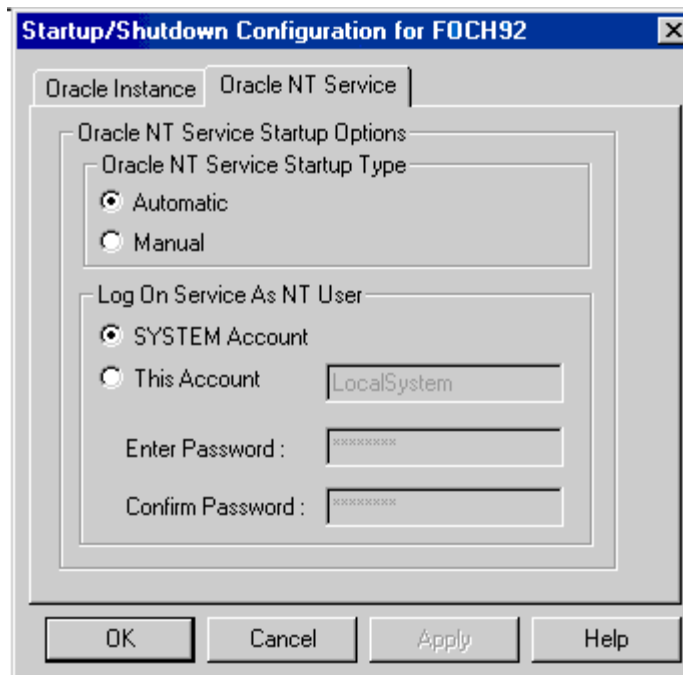 Startup/Shutdown Configuration for FOCH92
Oracle Instance
Oracle NT Service
Oracle NT Service Startup Options
Oracle NT Service Startup Type
Automatic
Manual
Log On Service As NT User
SYSTEM Account
This Account
LocalSystem
Enter Password :
********
Confirm Password :
********
OK
Cancel
Apply
Help